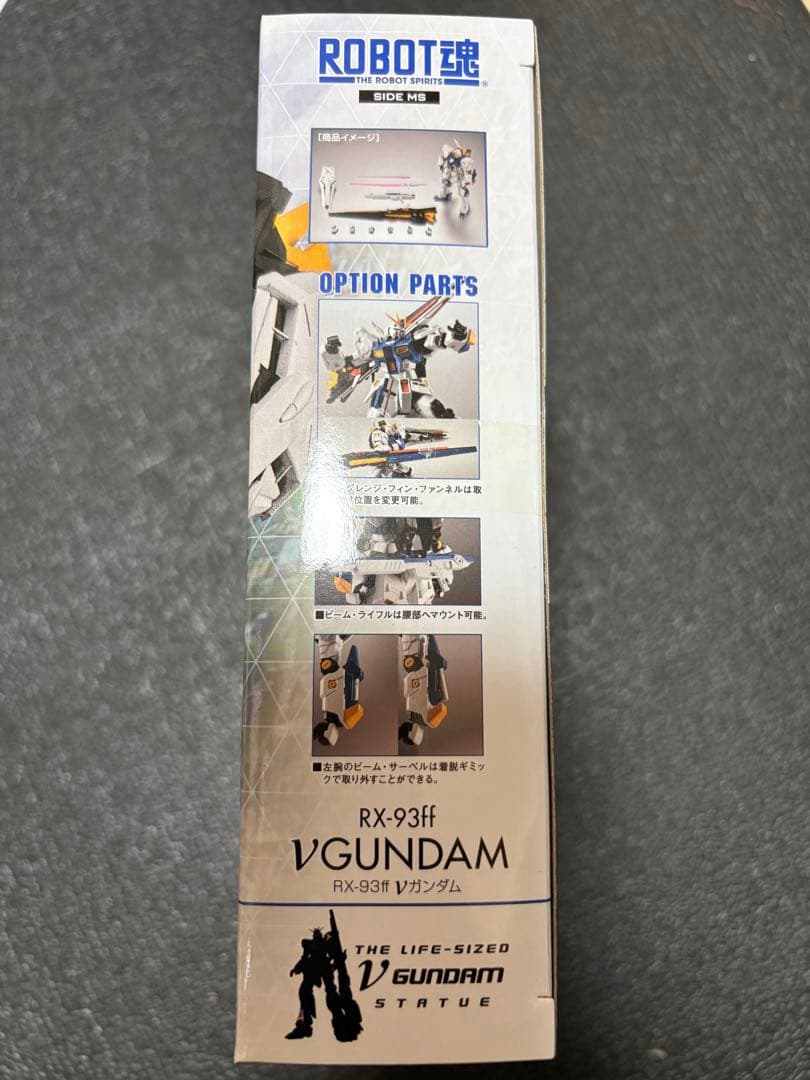 ROBOT魂
THE ROBOT SPIRITS
®
SIDE MS
[商品イメージ]
OPTION PARTS
レンジ・フィン・ファンネルは取
位置を変更可能。
■ビーム・ライフルは腰部へマウント可能。
■左腕のビーム・サーベルは着脱ギミッ
クで取り外すことができる。
RX-93ff
νGUNDAM
RX-93ff νガンダム
THE LIFE-SIZED
ν GUNDAM
STATUE